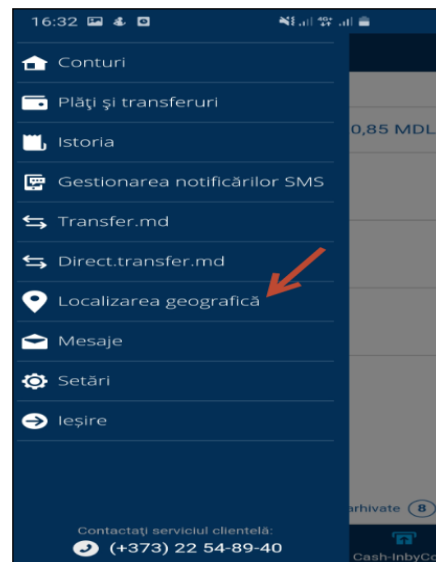 16:32
Conturi
Plăţi şi transferuri
0,85 MDL
Istoria
Gestionarea notificărilor SMS
Transfer.md
Direct.transfer.md
Localizarea geografică
Mesaje
Setări
Ieşire
arhivate 8
Contactaţi serviciul clientelă:
(+373) 22 54-89-40
Cash-InbyCo